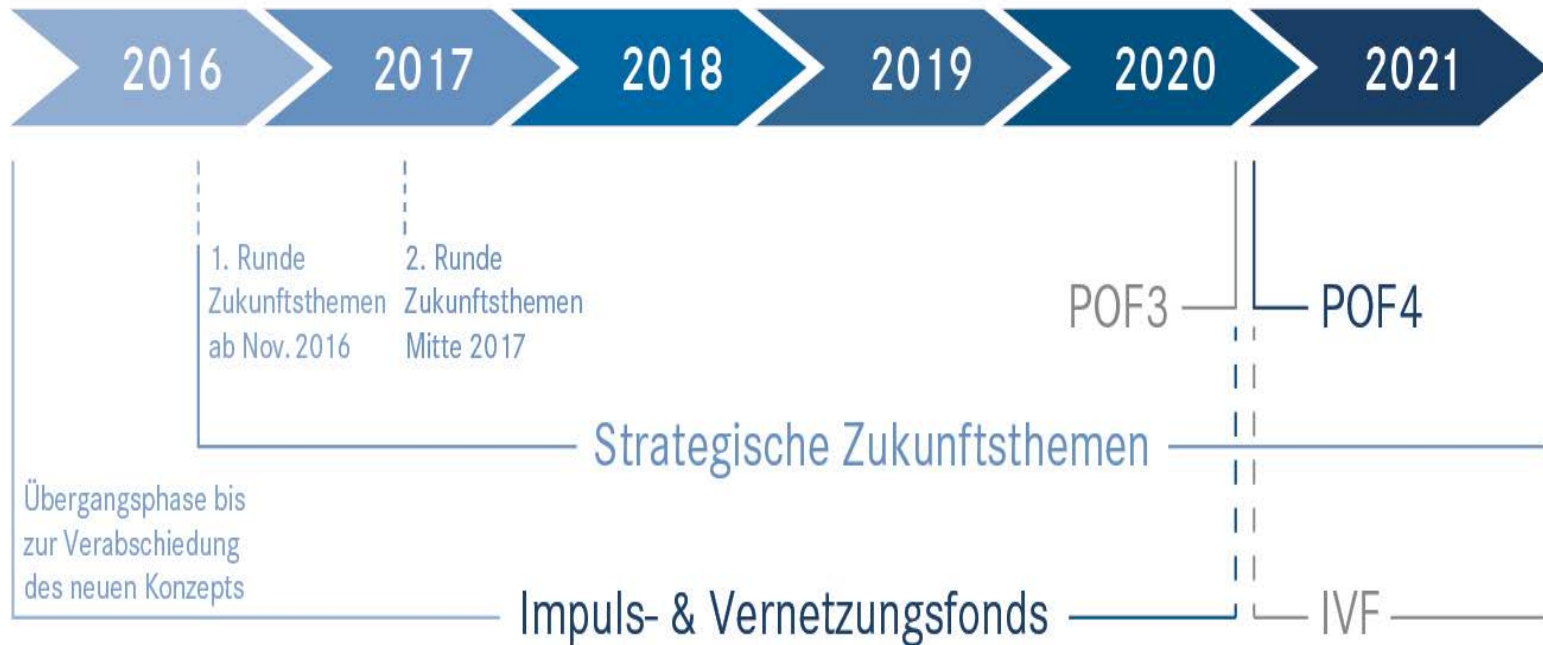 2016
2017
2018
2019
2020
2021
1. Runde
Zukunftsthemen
ab Nov. 2016
2. Runde
Zukunftsthemen
Mitte 2017
POF3
POF4
Strategische Zukunftsthemen
Übergangsphase bis
zur Verabschiedung
des neuen Konzepts
Impuls- & Vernetzungsfonds
IVF